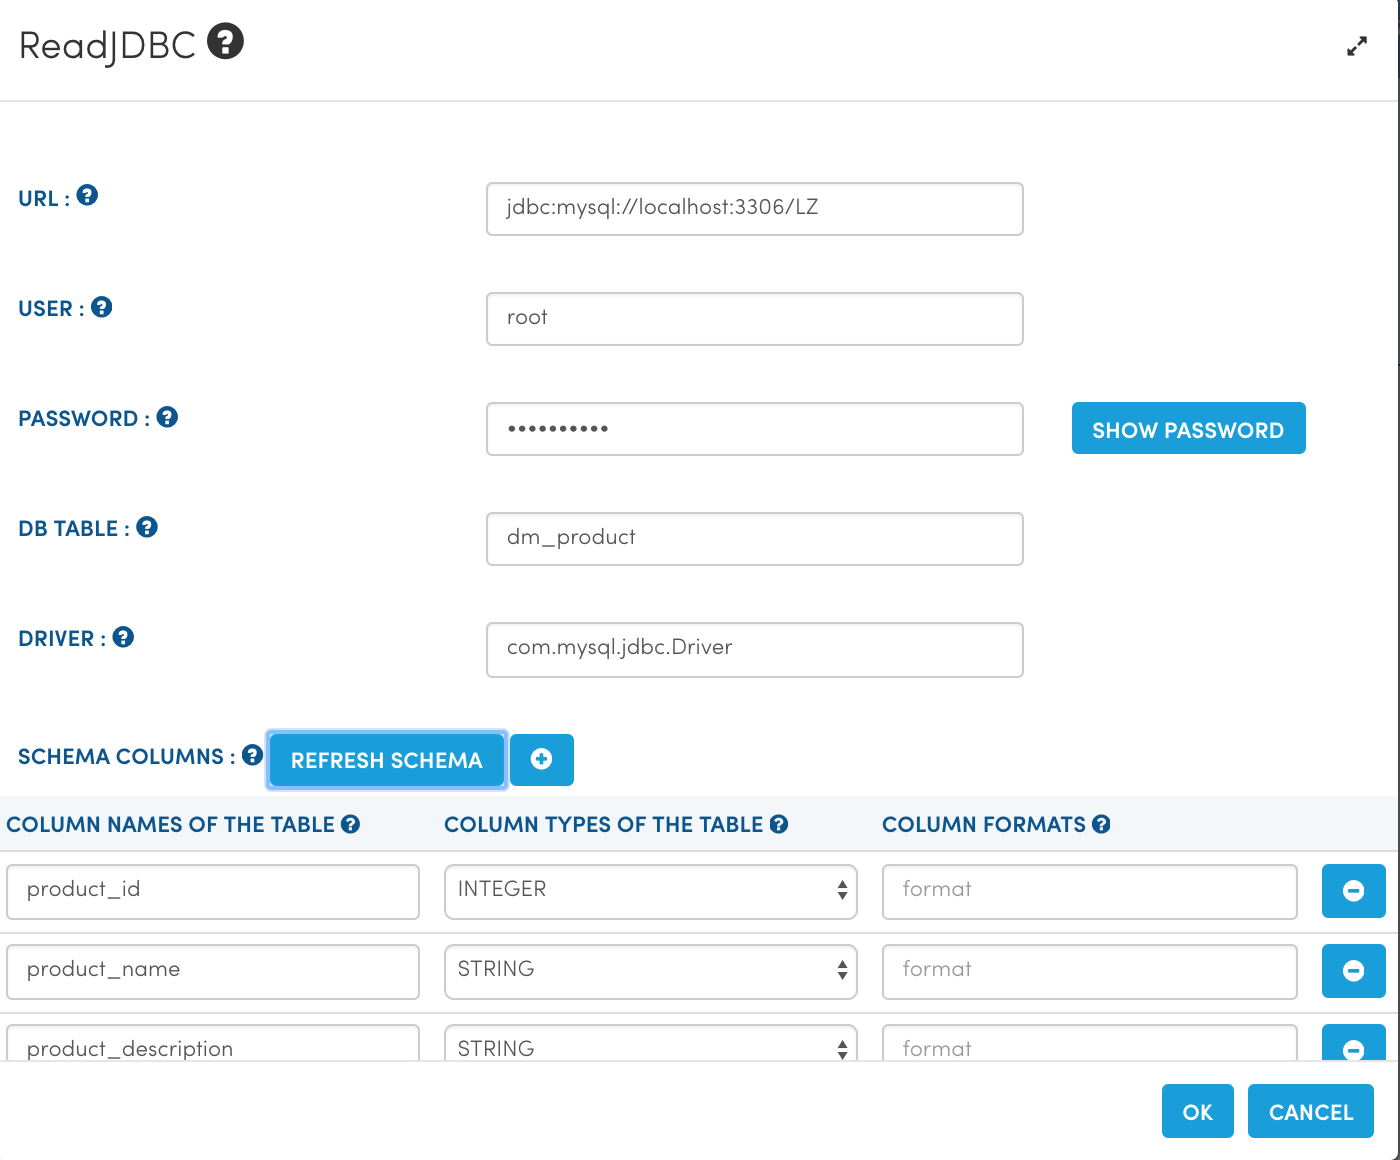 ReadJDBC ?
URL : ?
jdbc:mysql://localhost:3306/LZ
USER : ?
root
PASSWORD : ?
••••••••••
SHOW PASSWORD
DB TABLE : ?
dm_product
DRIVER : ?
com.mysql.jdbc.Driver
SCHEMA COLUMNS : ? REFRESH SCHEMA
COLUMN NAMES OF THE TABLE ? COLUMN TYPES OF THE TABLE ? COLUMN FORMATS ?
product_id INTEGER format
product_name STRING format
product_description STRING format
OK CANCEL